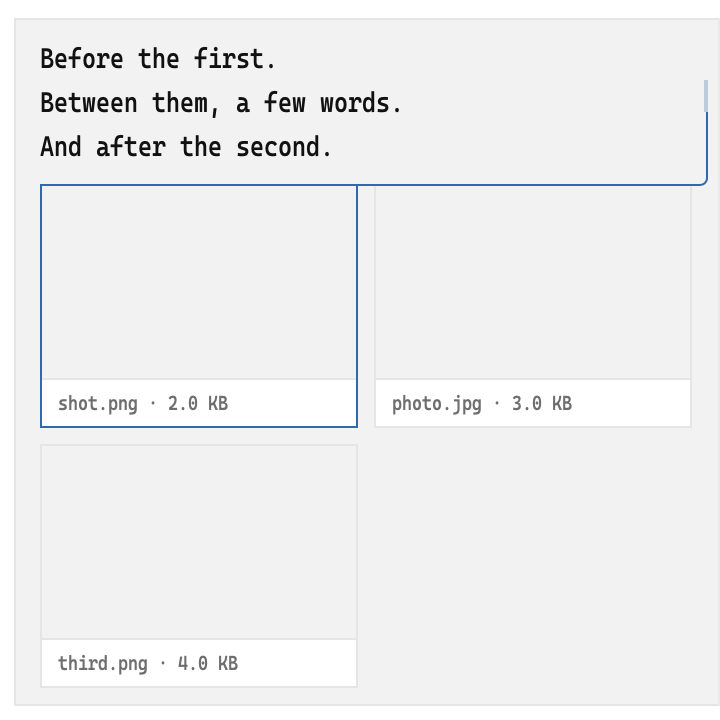 Before the first.
Between them, a few words.
And after the second.
shot.png · 2.0 KB
photo.jpg · 3.0 KB
third.png · 4.0 KB